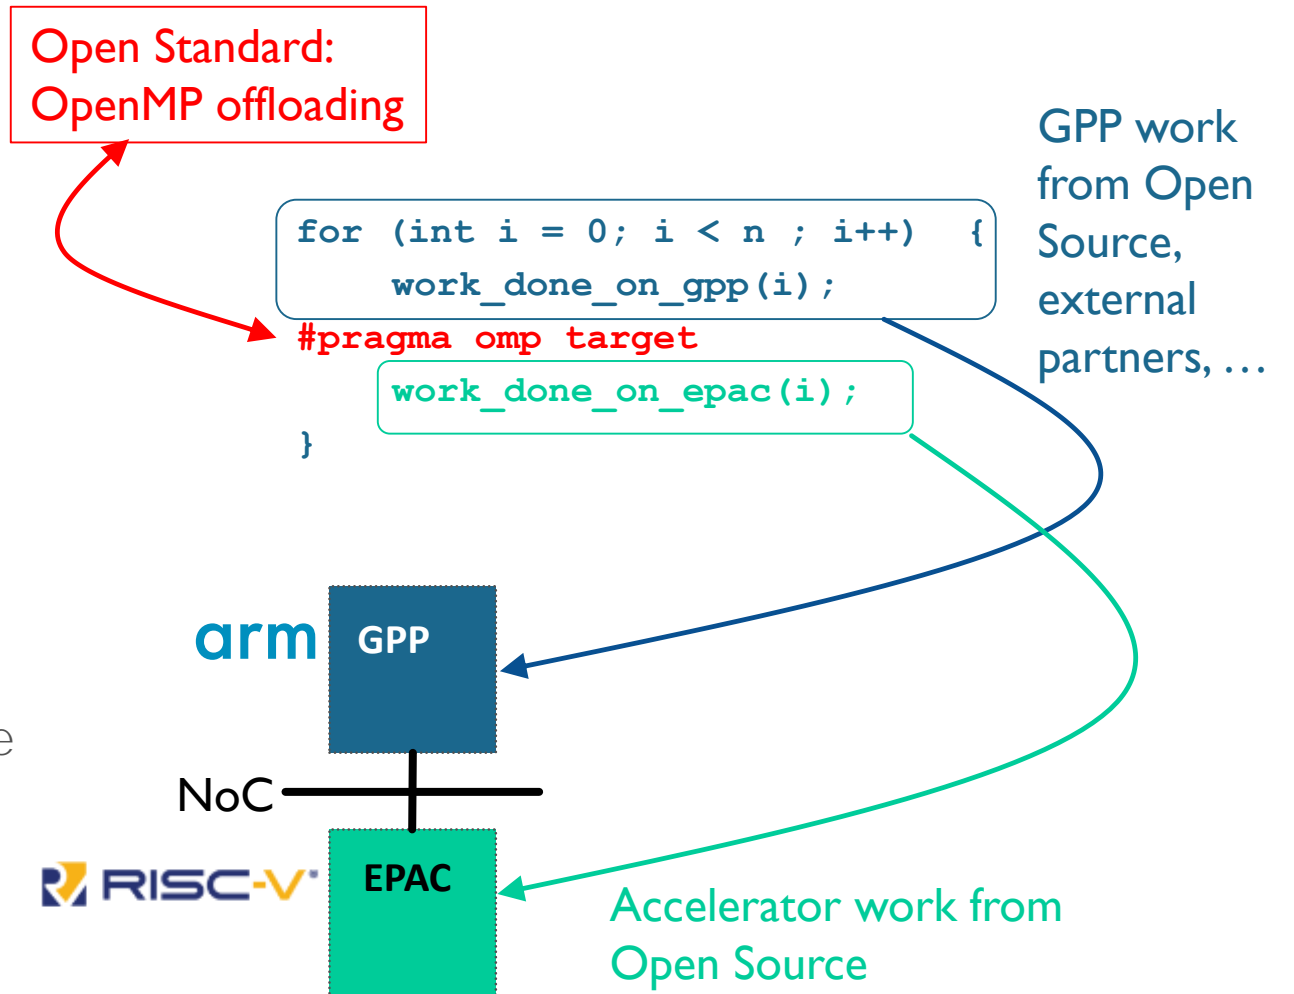 Open Standard:
OpenMP offloading
GPP work
from Open
Source,
external
partners, …
for (int i = 0; i < n ; i++) {
work_done_on_gpp(i);
#pragma omp target
work_done_on_epac(i);
}
arm
GPP
e
NoC
RISC-V
EPAC
Accelerator work from
Open Source